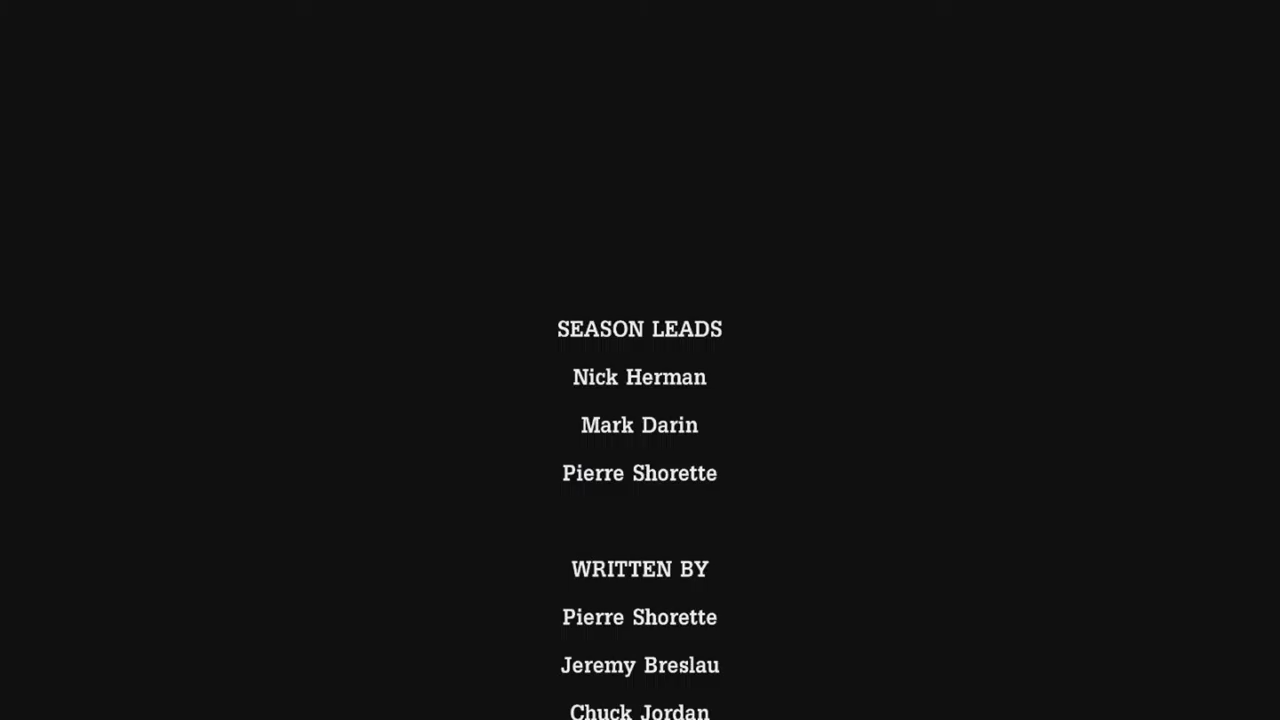 SEASON LEADS
Nick Herman
Mark Darin
Pierre Shorette
WRITTEN BY
Pierre Shorette
Jeremy Breslau
Chuck Jordan